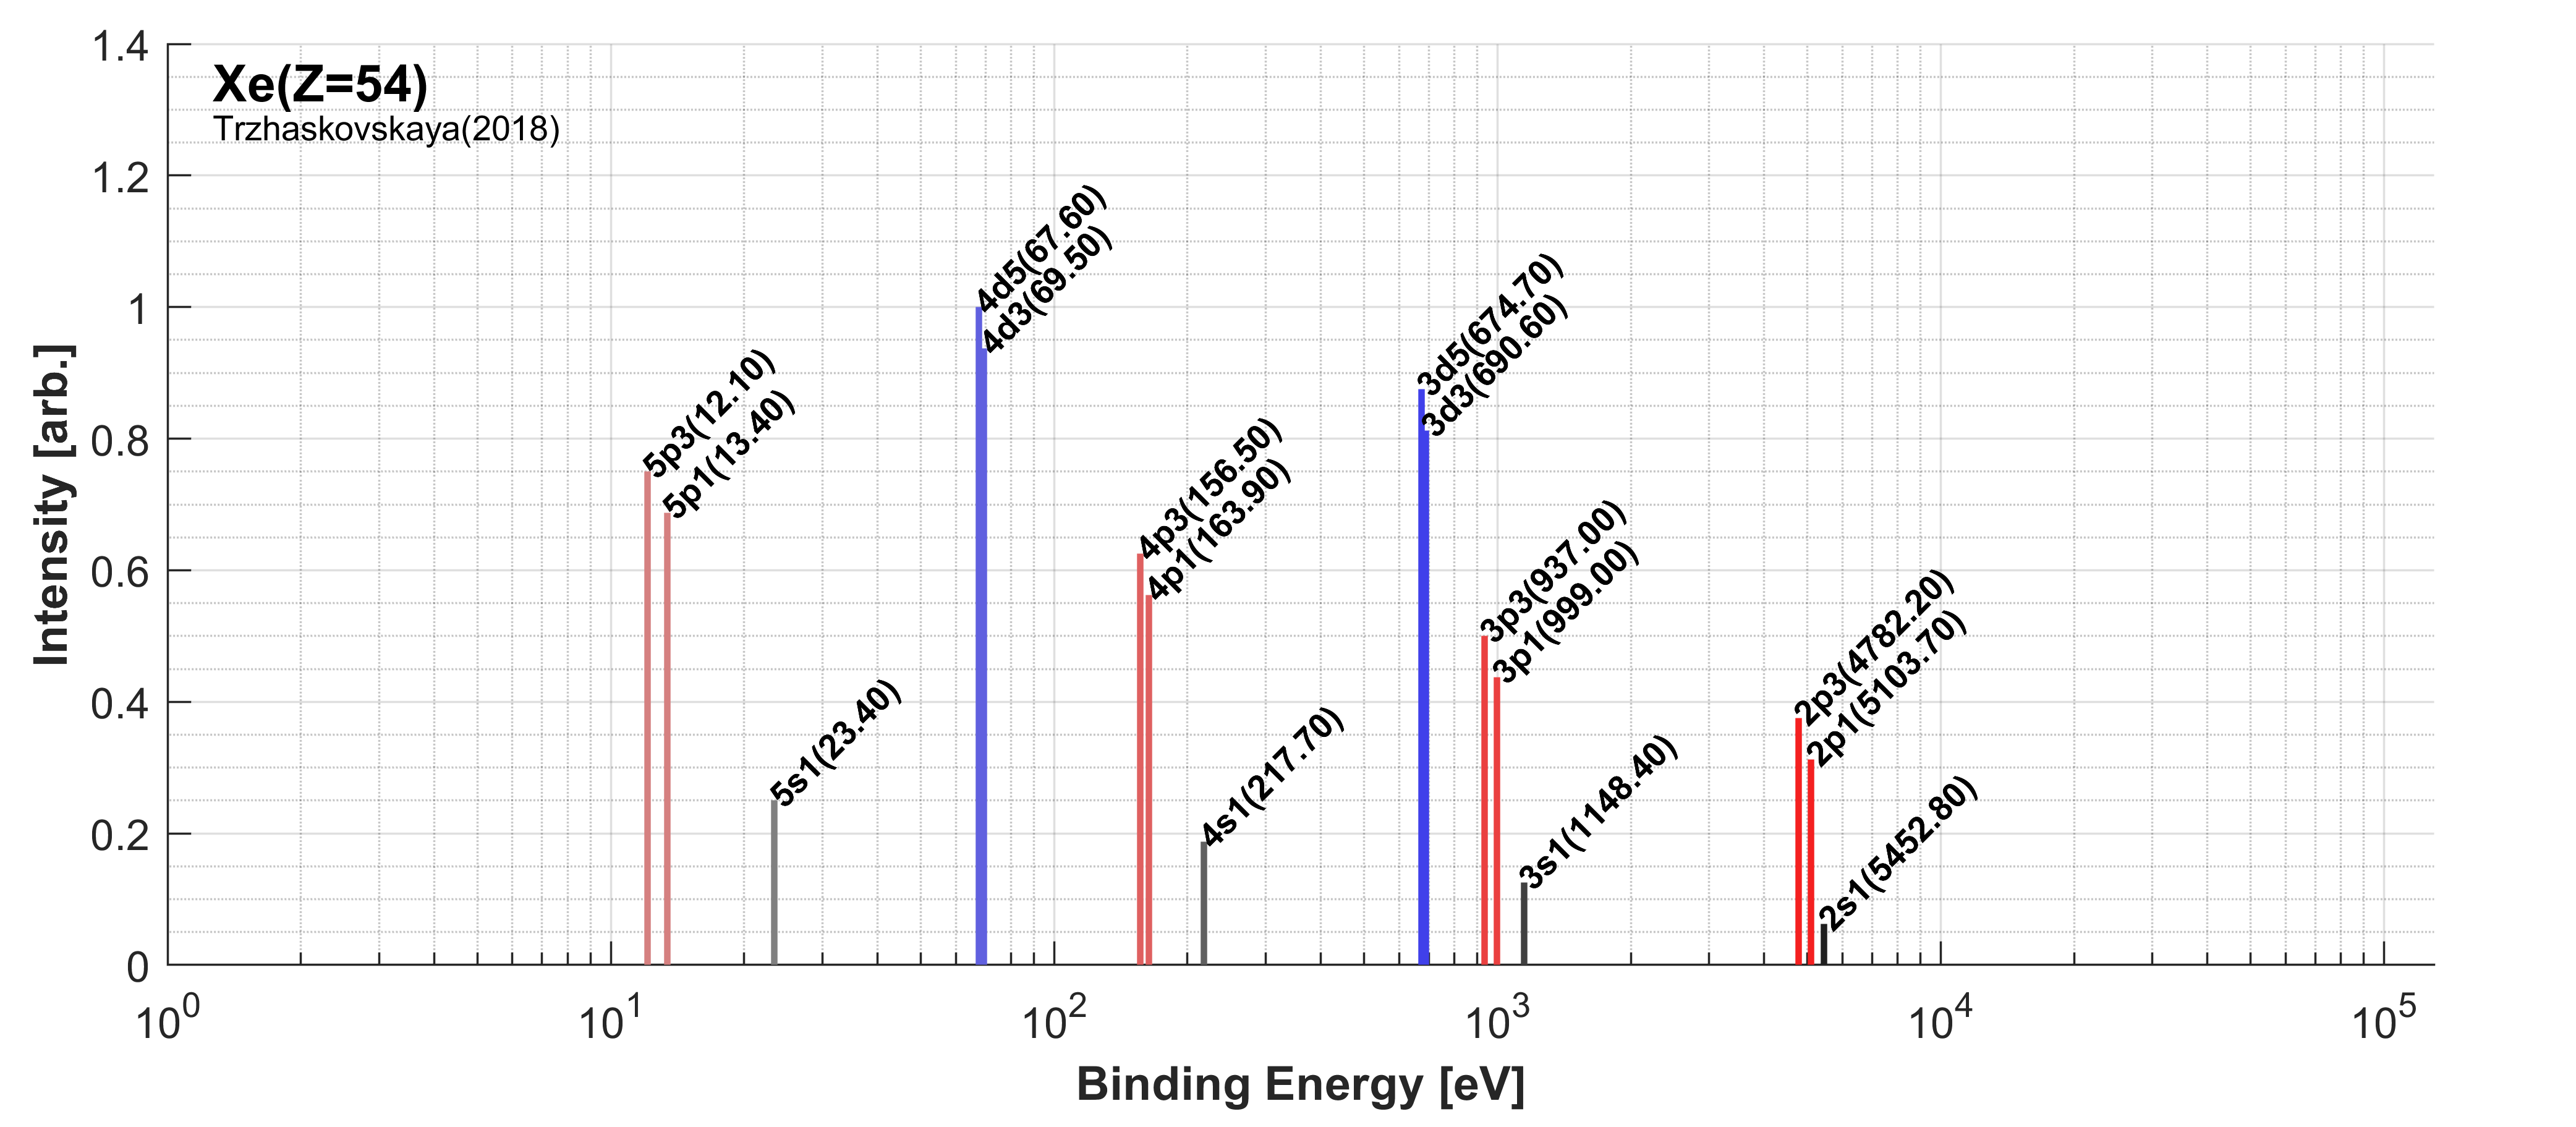 Xe(Z=54)
Trzhaskovskaya(2018)
Intensity [arb.]
1.4
1.2
1
0.8
0.6
0.4
0.2
0
5p3(12.10)
5p1(13.40)
5s1(23.40)
4d5(67.60)
4d3(69.50)
4p3(156.50)
4p1(163.90)
4s1(217.70)
3d5(674.70)
3d3(690.60)
3p3(937.00)
3p1(999.00)
3s1(1148.40)
2p3(4782.20)
2p1(5103.70)
2s1(5452.80)
10^0 10^1 10^2 10^3 10^4 10^5
Binding Energy [eV]